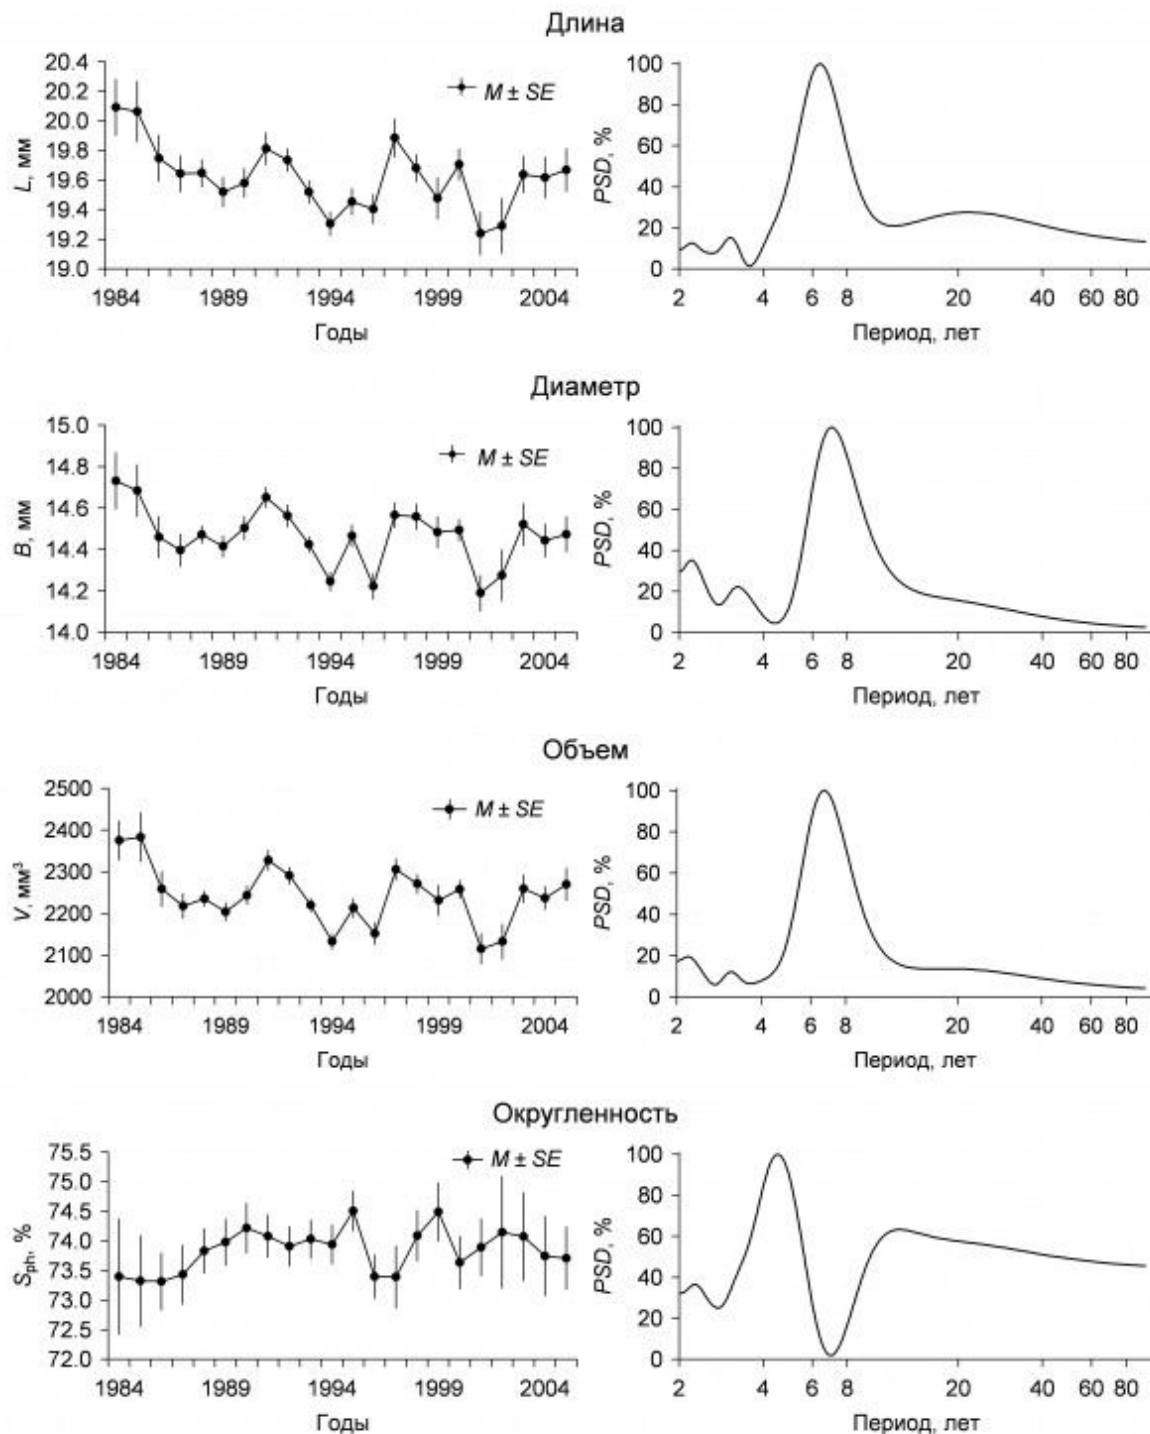 Длина
L, мм
20.4
20.2
20.0
19.8
19.6
19.4
19.2
19.0
M ± SE
1984 1989 1994 1999 2004
Годы
PSD, %
100
80
60
40
20
0
2 4 6 8 20 40 60 80
Период, лет
Диаметр
B, мм
15.0
14.8
14.6
14.4
14.2
14.0
M ± SE
1984 1989 1994 1999 2004
Годы
PSD, %
100
80
60
40
20
0
2 4 6 8 20 40 60 80
Период, лет
Объем
V, мм³
2500
2400
2300
2200
2100
2000
M ± SE
1984 1989 1994 1999 2004
Годы
PSD, %
100
80
60
40
20
0
2 4 6 8 20 40 60 80
Период, лет
Округленность
Sph, %
75.5
75.0
74.5
74.0
73.5
73.0
72.5
72.0
M ± SE
1984 1989 1994 1999 2004
Годы
PSD, %
100
80
60
40
20
0
2 4 6 8 20 40 60 80
Период, лет